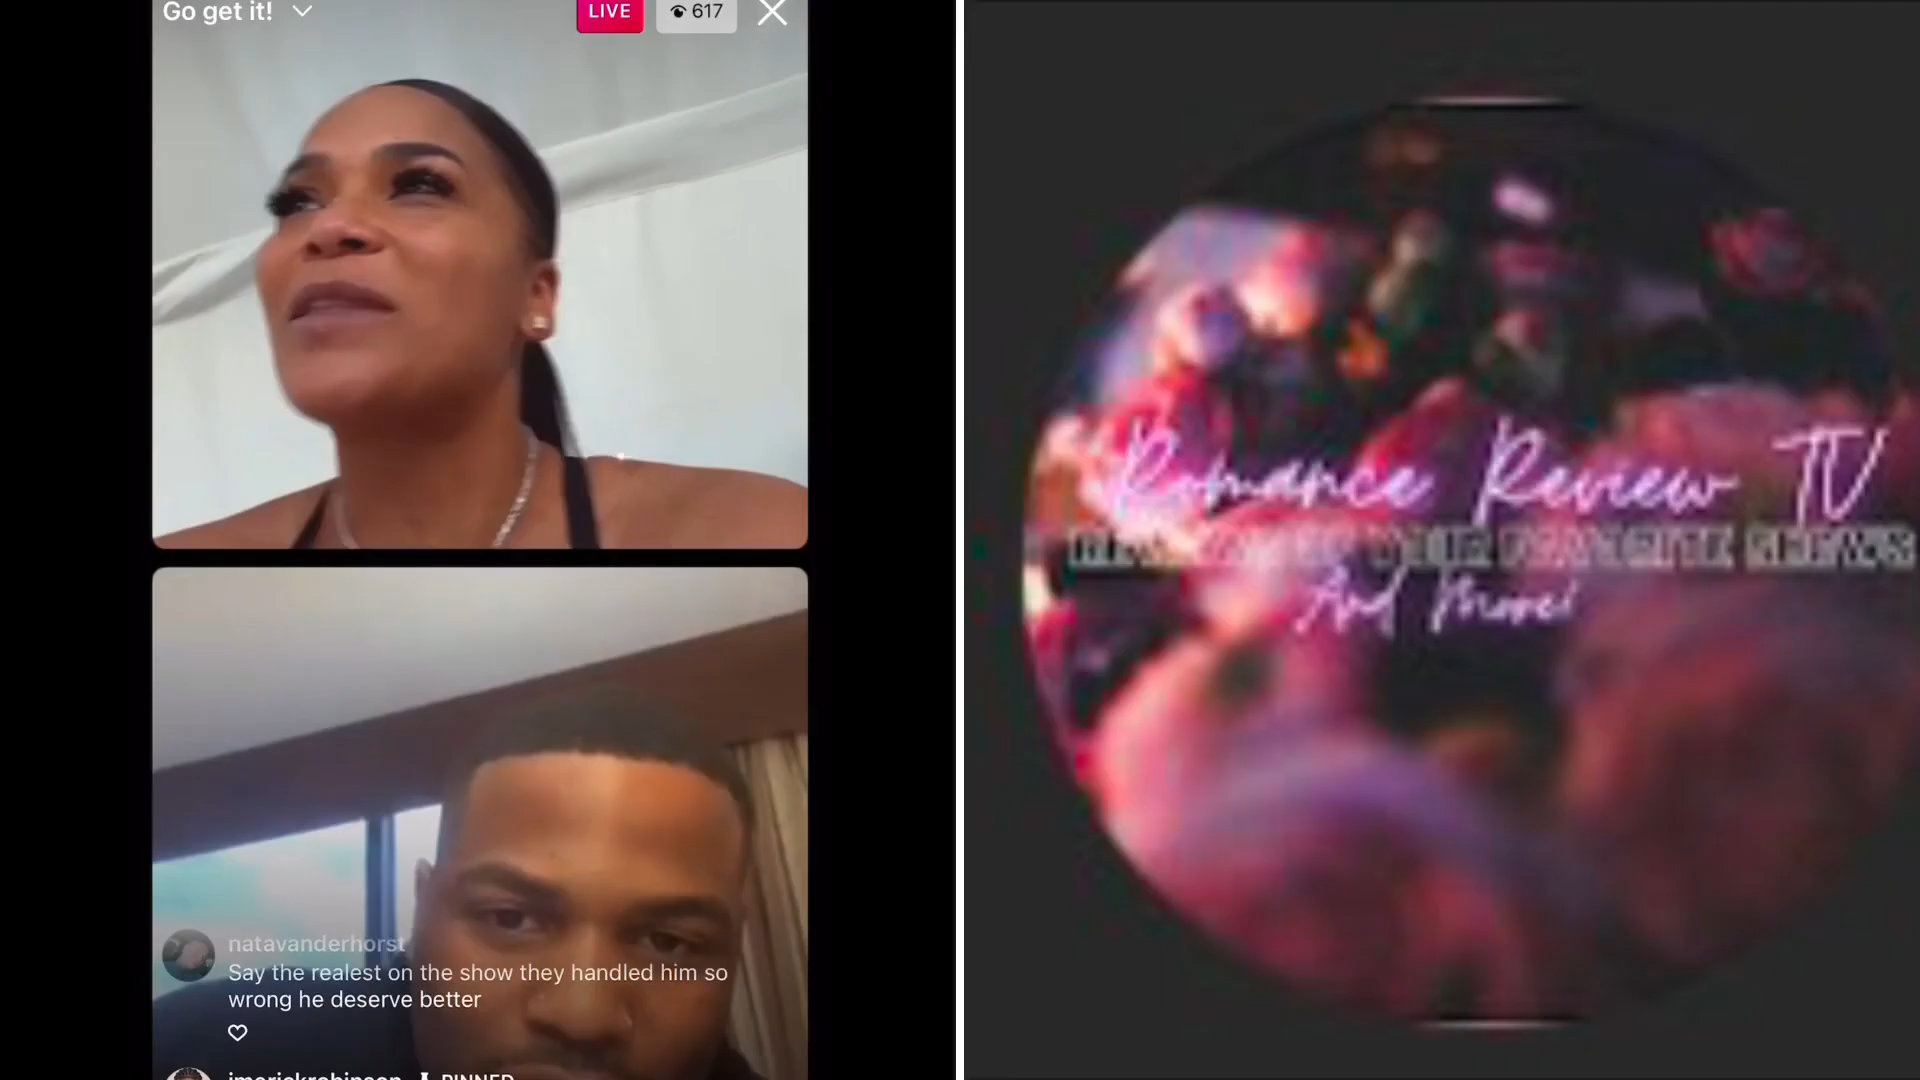 Go get it!
LIVE
617
natavanderhorst
Say the realest on the show they handled him so
wrong he deserve better
PINNED
Romance Review TV
And More!